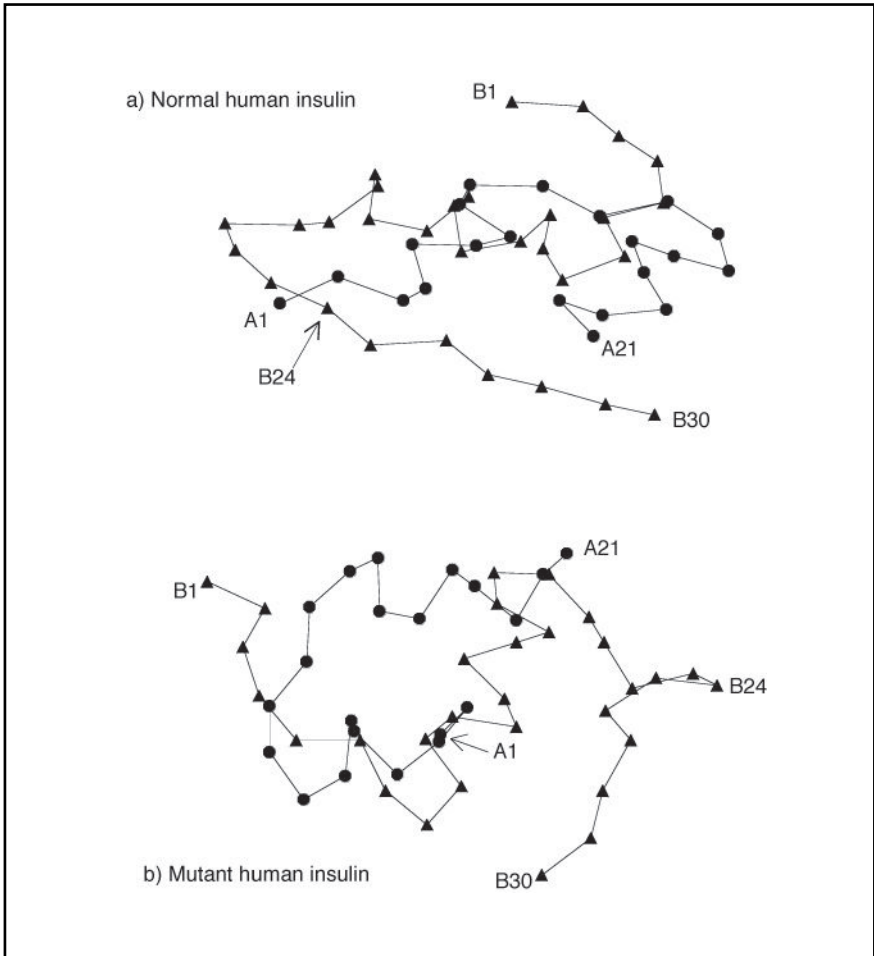 a) Normal human insulin
B1
A1
B24
A21
B30
A21
B1
B24
A1
B30
b) Mutant human insulin